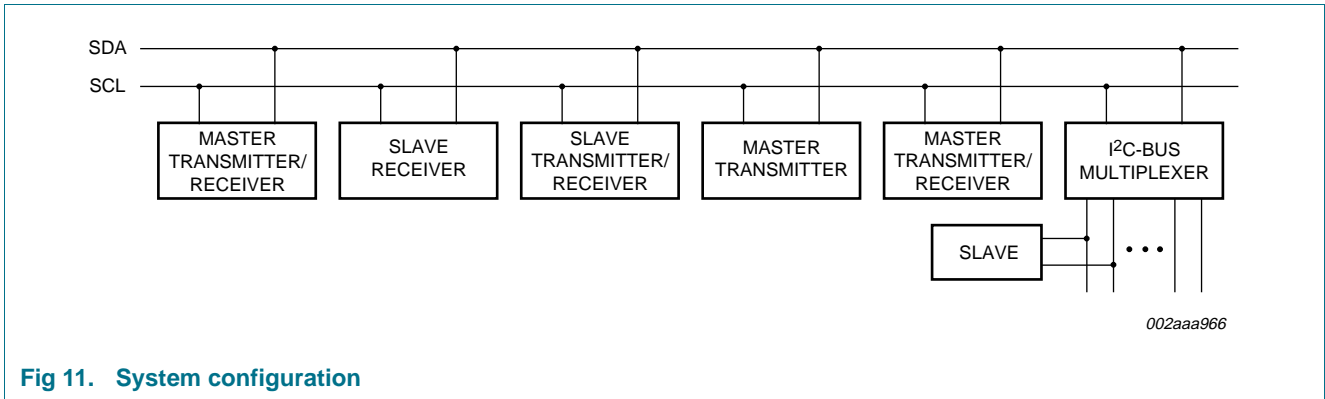 SDA
SCL
MASTER
TRANSMITTER/
RECEIVER
SLAVE
RECEIVER
SLAVE
TRANSMITTER/
RECEIVER
MASTER
TRANSMITTER
MASTER
TRANSMITTER/
RECEIVER
I²C-BUS
MULTIPLEXER
SLAVE
002aaa966
Fig 11. System configuration